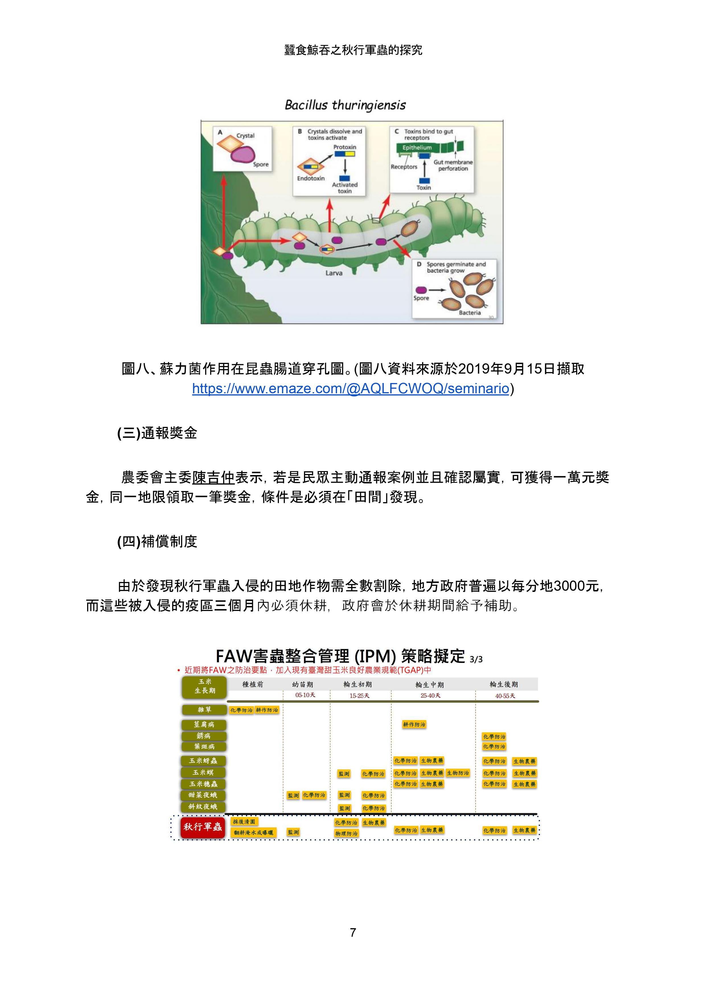 蠶食鯨吞之秋行軍蟲的探究
Bacillus thuringiensis
A
Crystal
Spore
B Crystals dissolve and
toxins activate
Protoxin
Endotoxin
Activated
toxin
C Toxins bind to gut
receptors
Epithelium
Receptors
Gut membrane
perforation
Toxin
Larva
D Spores germinate and
bacteria grow
Spore
Bacteria
30
圖八、蘇力菌作用在昆蟲腸道穿孔圖。(圖八資料來源於2019年9月15日擷取
https://www.emaze.com/@AQLFCWOQ/seminario)
(三)通報獎金
農委會主委陳吉仲表示，若是民眾主動通報案例並且確認屬實，可獲得一萬元獎
金，同一地限領取一筆獎金，條件是必須在「田間」發現。
(四)補償制度
由於發現秋行軍蟲入侵的田地作物需全數割除，地方政府普遍以每分地3000元，
而這些被入侵的疫區三個月內必須休耕， 政府會於休耕期間給予補助。
FAW害蟲整合管理 (IPM) 策略擬定 3/3
• 近期將FAW之防治要點，加入現有臺灣甜玉米良好農業規範(TGAP)中
玉米
生長期
種植前 幼苗期 輪生初期 輪生中期 輪生後期
05-10天 15-25天 25-40天 40-55天
雜草 化學防治 耕作防治
莖腐病 耕作防治
銹病 化學防治
葉斑病 化學防治
玉米蚜蟲 化學防治 生物農藥 化學防治 生物農藥
玉米螟 監測 化學防治 化學防治 生物農藥 生物防治 化學防治 生物農藥
玉米穗蟲 化學防治 生物農藥 化學防治 生物農藥
甜菜夜蛾 監測 化學防治 監測 化學防治
斜紋夜蛾 監測 化學防治
秋行軍蟲 採後清園 化學防治 生物農藥
翻耕淹水或曝曬 監測 物理防治 化學防治 生物農藥 化學防治 生物農藥
7